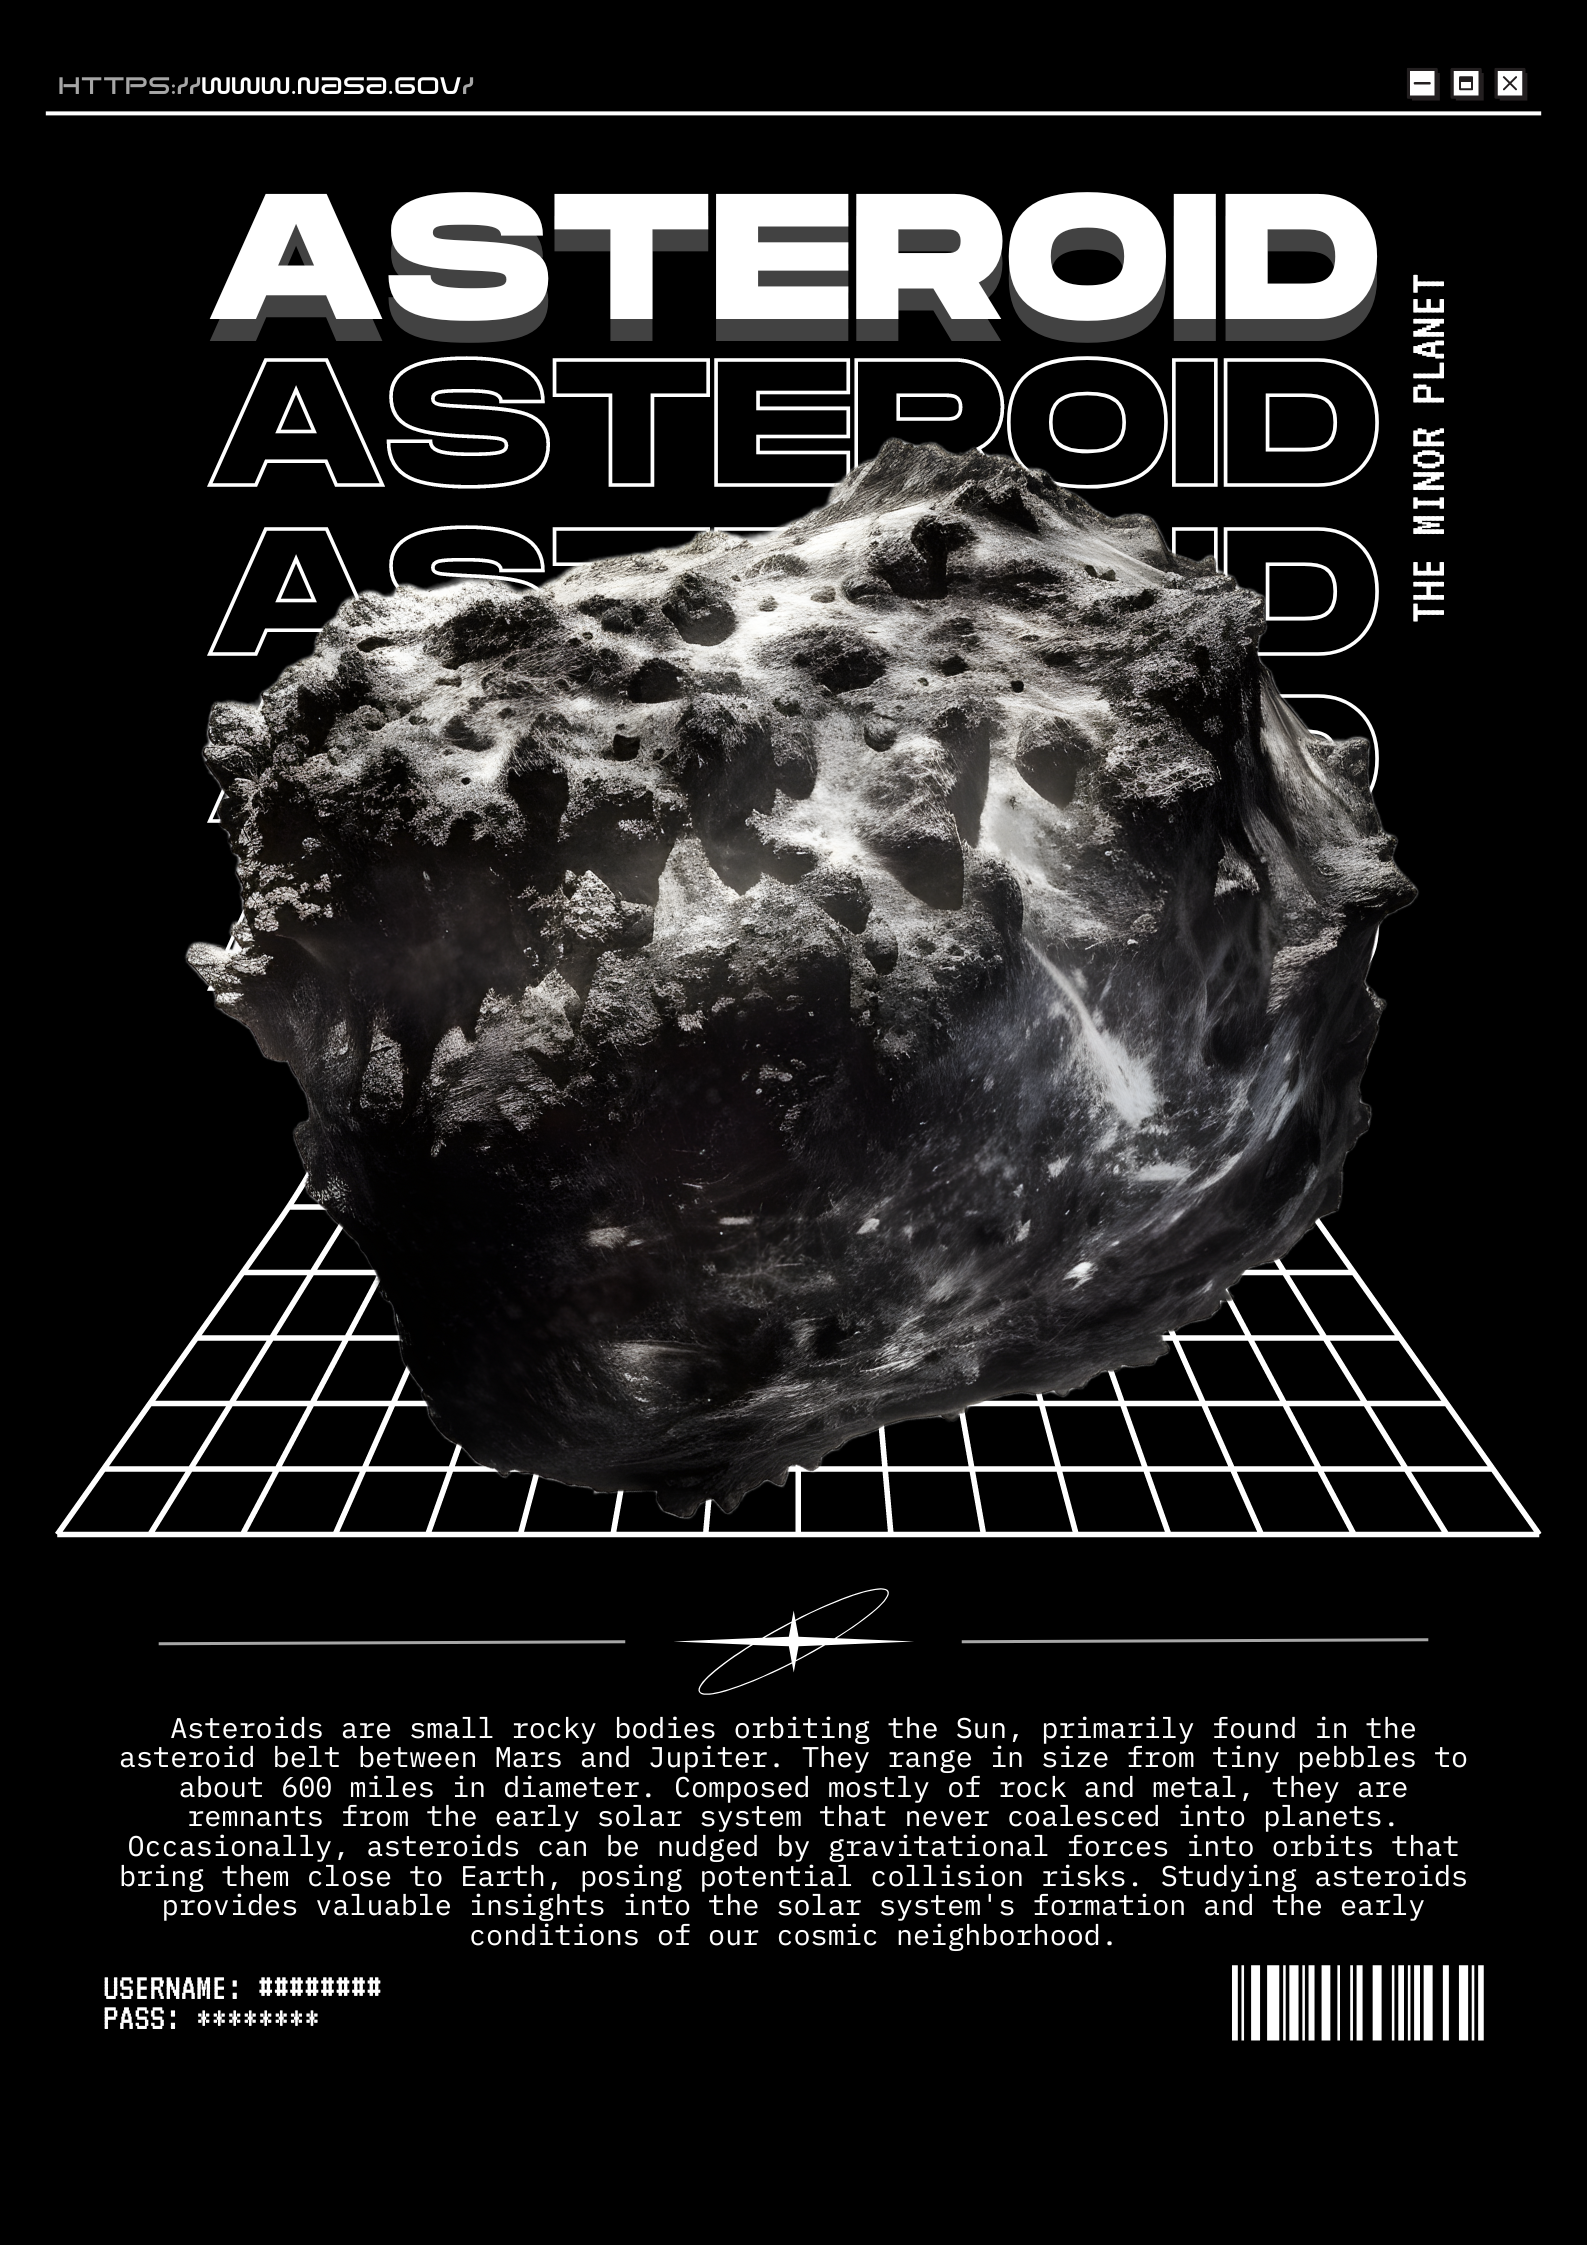 HTTPS://WWW.NASA.GOV/
ASTEROID
ASTEROID
THE MINOR PLANET
Asteroids are small rocky bodies orbiting the Sun, primarily found in the
asteroid belt between Mars and Jupiter. They range in size from tiny pebbles to
about 600 miles in diameter. Composed mostly of rock and metal, they are
remnants from the early solar system that never coalesced into planets.
Occasionally, asteroids can be nudged by gravitational forces into orbits that
bring them close to Earth, posing potential collision risks. Studying asteroids
provides valuable insights into the solar system's formation and the early
conditions of our cosmic neighborhood.
USERNAME: ########
PASS: ********